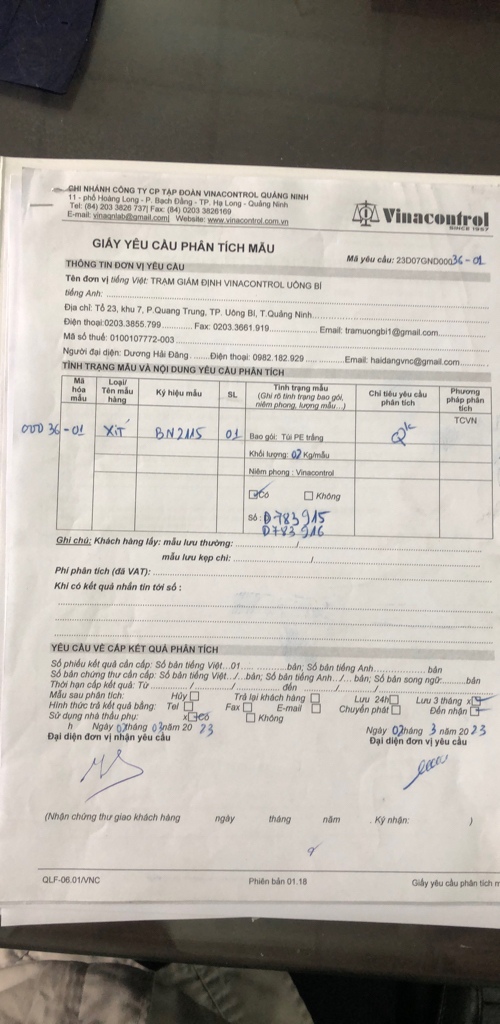 CHI NHÁNH CÔNG TY CP TẬP ĐOÀN VINACONTROL QUẢNG NINH
11 - phố Hoàng Long - P. Bạch Đằng - TP. Hạ Long - Quảng Ninh
Tel: (84) 203 3826 737| Fax: (84) 0203 3826169
E-mail: vinaqnlab@gmail.com| Website: www.vinacontrol.com.vn
Vinacontrol
SINCE 1957
GIẤY YÊU CẦU PHÂN TÍCH MẪU
Mã yêu cầu: 23D07GND00036-01
THÔNG TIN ĐƠN VỊ YÊU CẦU
Tên đơn vị tiếng Việt: TRẠM GIÁM ĐỊNH VINACONTROL UÔNG BÍ
tiếng Anh:
Địa chỉ: Tổ 23, khu 7, P.Quang Trung, TP. Uông Bí, T.Quảng Ninh
Điện thoại:0203.3855.799 Fax: 0203.3661.919 Email: tramuongbi1@gmail.com
Mã số thuế: 0100107772-003
Người đại diện: Dương Hải Đăng Điện thoại: 0982.182.929 Email: haidangvnc@gmail.com
TÌNH TRẠNG MẪU VÀ NỘI DUNG YÊU CẦU PHÂN TÍCH
Mã hóa mẫu Loại/ Tên mẫu hàng Ký hiệu mẫu SL Tình trạng mẫu (Ghi rõ tình trạng bao gói, niêm phong, lượng mẫu...) Chỉ tiêu yêu cầu phân tích Phương pháp phân tích
TCVN
00036-01 XIT BN2115 01 Bao gói: Túi PE trắng Qk
Khối lượng: 02 Kg/mẫu
Niêm phong : Vinacontrol
Có Không
Số : Đ783915
Đ783916
Ghi chú: Khách hàng lấy: mẫu lưu thường: /
mẫu lưu kẹp chì: /
Phí phân tích (đã VAT):
Khi có kết quả nhắn tin tới số :
YÊU CẦU VỀ CẤP KẾT QUẢ PHÂN TÍCH
Số phiếu kết quả cần cấp: Số bản tiếng Việt...01 bản; Số bản tiếng Anh bản
Số bản chứng thư cần cấp: Số bản tiếng Việt../...bản; Số bản tiếng Anh../... bản; Số bản song ngữ bản
Thời hạn cấp kết quả: Từ / / đến / /
Mẫu sau phân tích: Hủy Trả lại khách hàng Lưu 24h Lưu 3 tháng x
Hình thức trả kết quả bằng: Tel Fax E-mail Chuyển phát Đến nhận
Sử dụng nhà thầu phụ: x Có Không
h Ngày 02 tháng 03 năm 2023 Ngày 02 tháng 3 năm 2023
Đại diện đơn vị nhận yêu cầu Đại diện đơn vị yêu cầu
(Nhận chứng thư giao khách hàng ngày tháng năm . Ký nhận: )
QLF-06.01/VNC Phiên bản 01.18 Giấy yêu cầu phân tích m